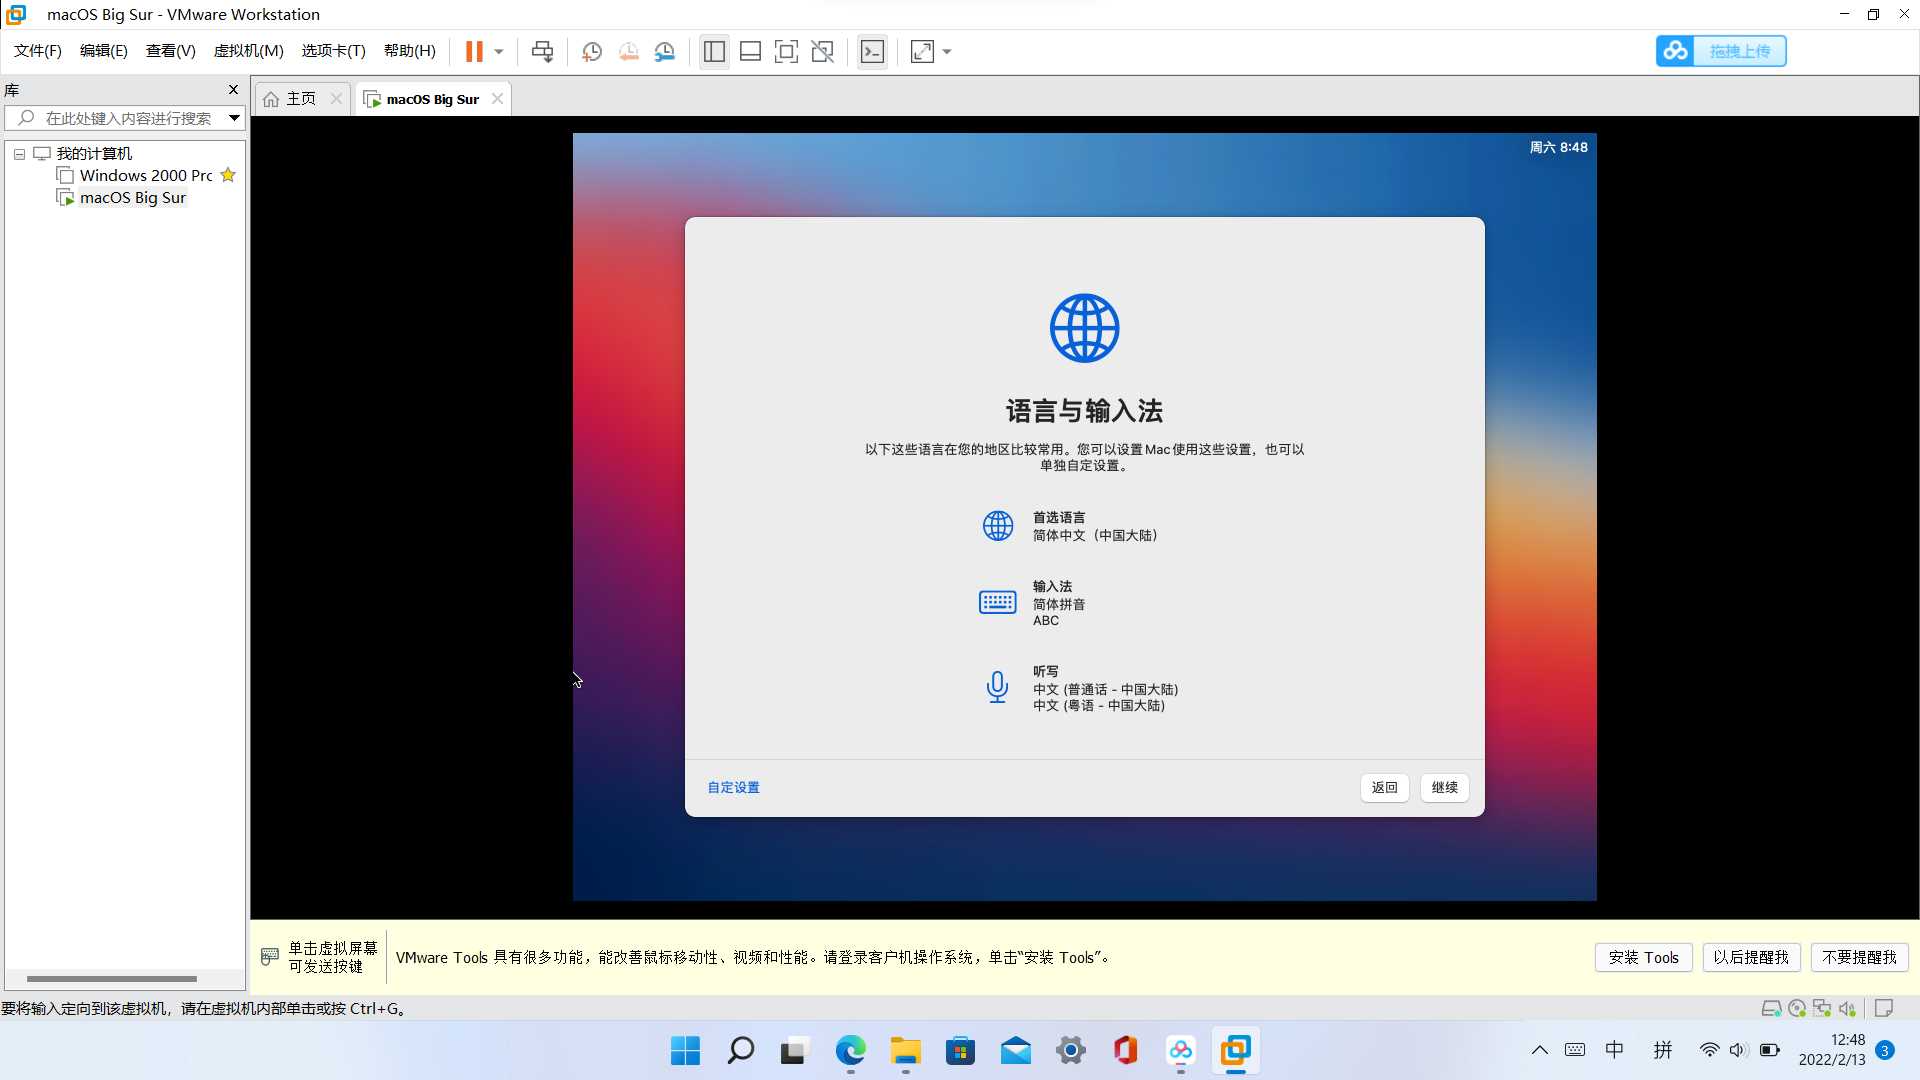 macOS Big Sur - VMware Workstation
文件(F) 编辑(E) 查看(V) 虚拟机(M) 选项卡(T) 帮助(H)
拖拽上传
库
主页
macOS Big Sur
在此处键入内容进行搜索
我的计算机
Windows 2000 Prc
macOS Big Sur
周六 8:48
语言与输入法
以下这些语言在您的地区比较常用。您可以设置 Mac 使用这些设置，也可以
单独自定设置。
首选语言
简体中文（中国大陆）
输入法
简体拼音
ABC
听写
中文 (普通话 - 中国大陆)
中文 (粤语 - 中国大陆)
自定设置
返回
继续
单击虚拟屏幕
可发送按键
VMware Tools 具有很多功能，能改善鼠标移动性、视频和性能。请登录客户机操作系统，单击“安装 Tools”。
安装 Tools
以后提醒我
不要提醒我
要将输入定向到该虚拟机，请在虚拟机内部单击或按 Ctrl+G。
中
拼
12:48
2022/2/13
3